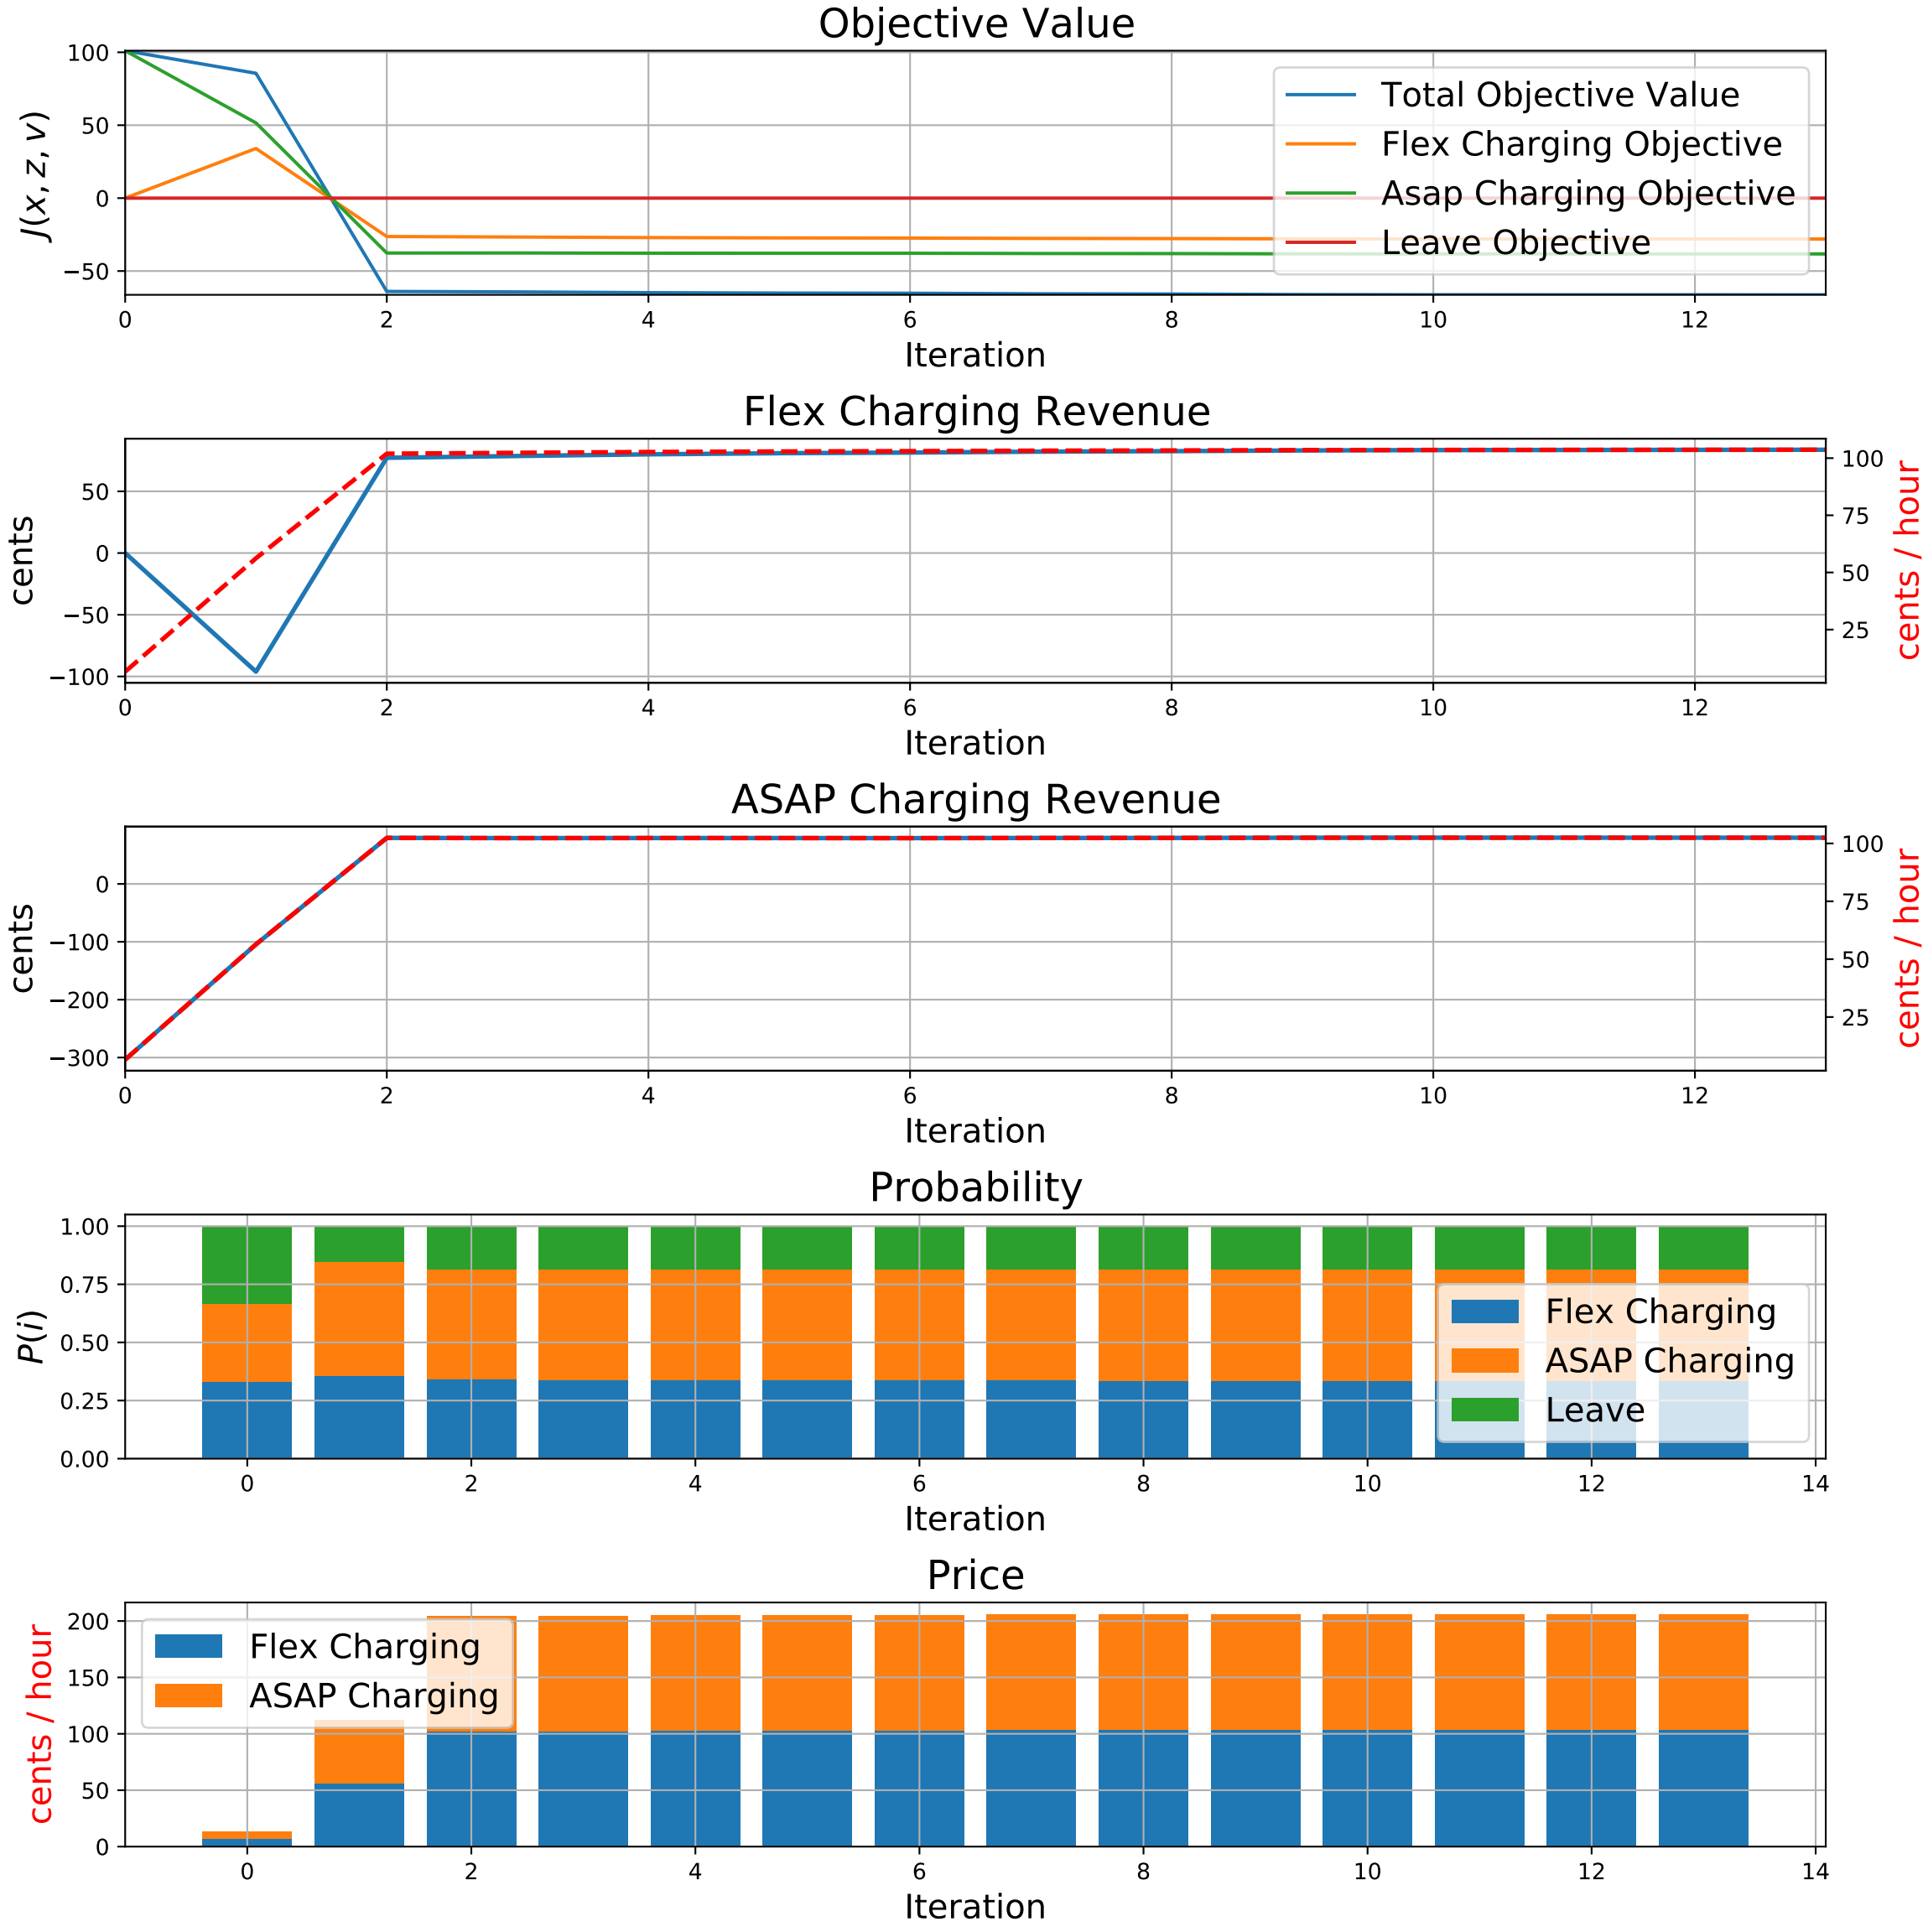 Objective Value
100
50
0
−50
J(x, z, v)
Total Objective Value
Flex Charging Objective
Asap Charging Objective
Leave Objective
0 2 4 6 8 10 12
Iteration
Flex Charging Revenue
50
0
−50
−100
cents
100
75
50
25
cents / hour
0 2 4 6 8 10 12
Iteration
ASAP Charging Revenue
0
−100
−200
−300
cents
100
75
50
25
cents / hour
0 2 4 6 8 10 12
Iteration
Probability
1.00
0.75
0.50
0.25
0.00
P(i)
Flex Charging
ASAP Charging
Leave
0 2 4 6 8 10 12 14
Iteration
Price
200
150
100
50
0
cents / hour
Flex Charging
ASAP Charging
0 2 4 6 8 10 12 14
Iteration